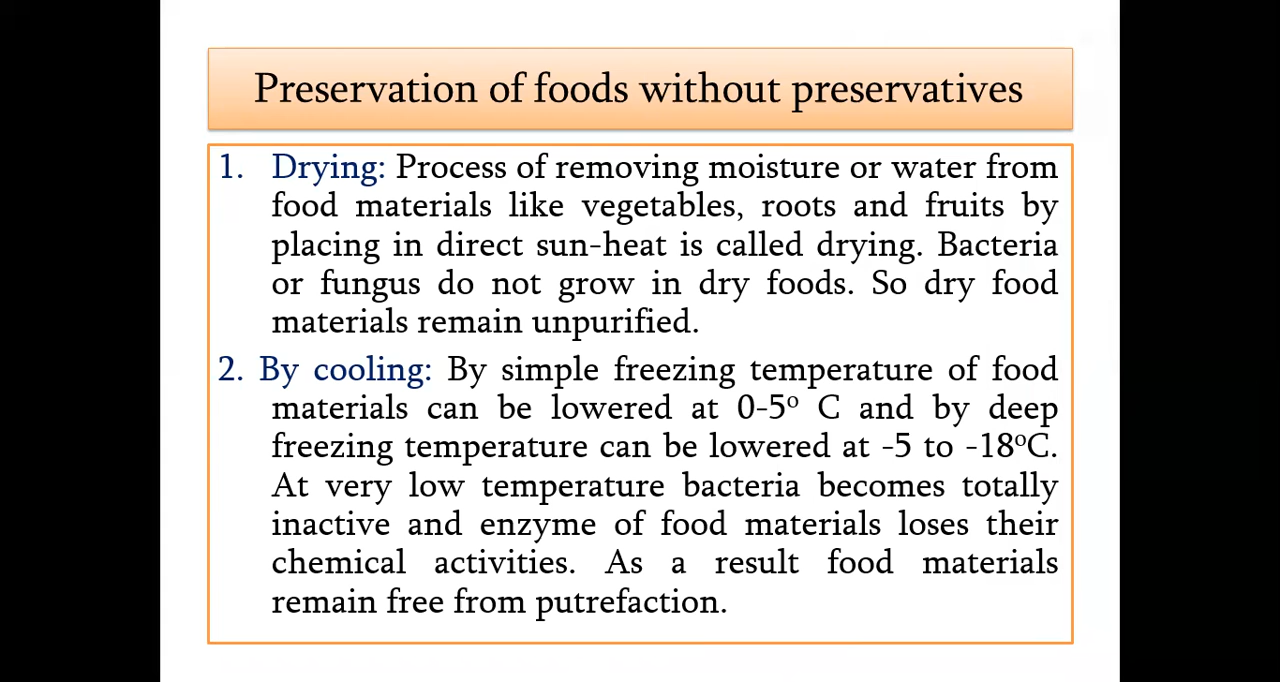 Preservation of foods without preservatives
1. Drying: Process of removing moisture or water from
food materials like vegetables, roots and fruits by
placing in direct sun-heat is called drying. Bacteria
or fungus do not grow in dry foods. So dry food
materials remain unpurified.
2. By cooling: By simple freezing temperature of food
materials can be lowered at 0-5º C and by deep
freezing temperature can be lowered at -5 to -18ºC.
At very low temperature bacteria becomes totally
inactive and enzyme of food materials loses their
chemical activities. As a result food materials
remain free from putrefaction.